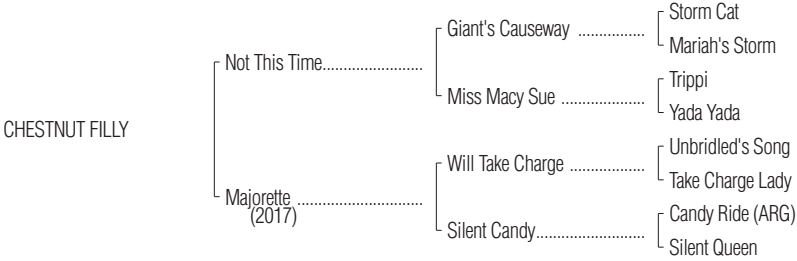 Storm Cat
Giant's Causeway ................
Mariah's Storm
Not This Time........................
Trippi
Miss Macy Sue ....................
Yada Yada
CHESTNUT FILLY
Unbridled's Song
Will Take Charge ..................
Take Charge Lady
Majorette ..............................
(2017)
Candy Ride (ARG)
Silent Candy..........................
Silent Queen